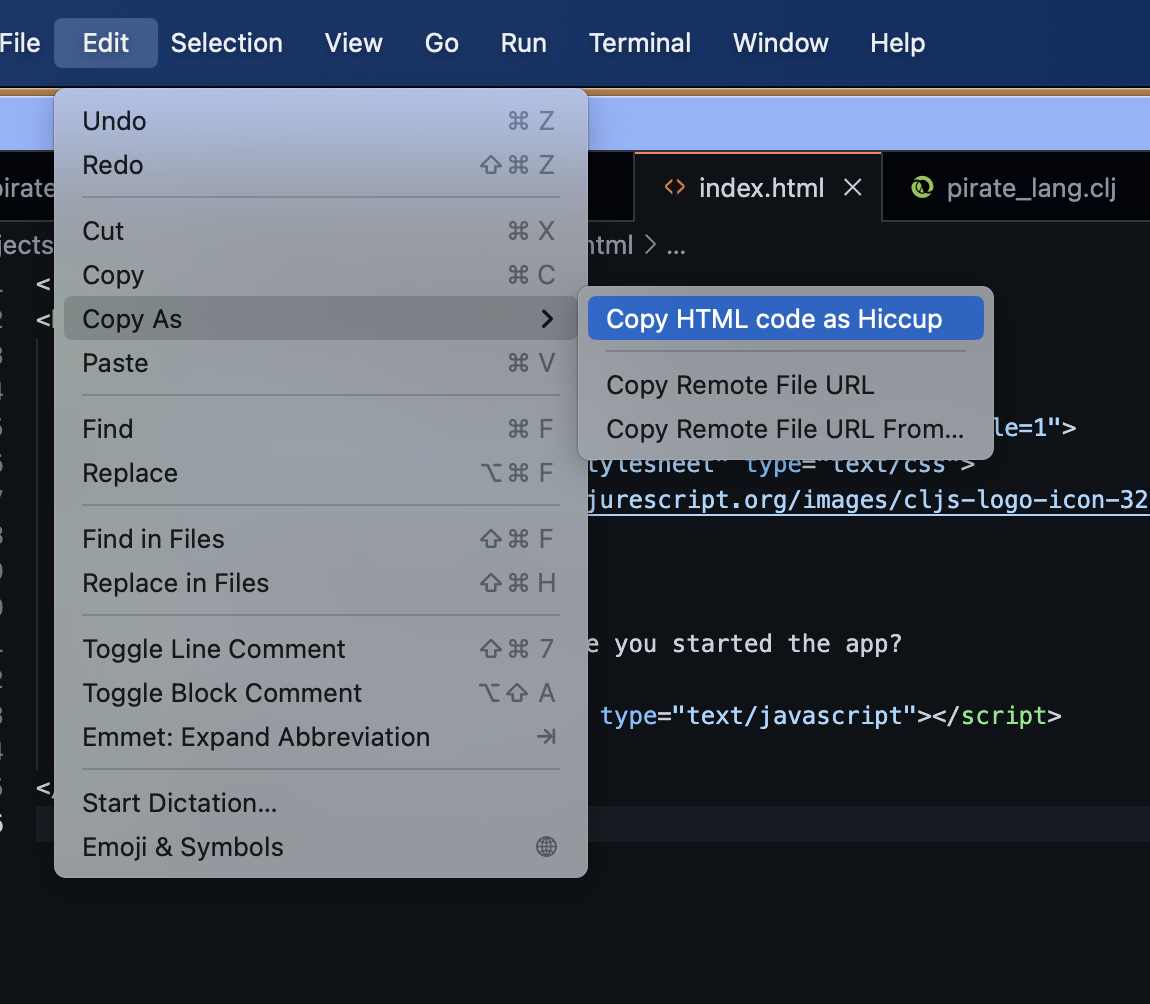 File Edit Selection View Go Run Terminal Window Help
Undo ⌘ Z
Redo ⇧⌘ Z
index.html
pirate_lang.clj
Cut ⌘ X
> ...
Copy ⌘ C
Copy As >
Copy HTML code as Hiccup
Paste ⌘ V
Copy Remote File URL
Find ⌘ F
Copy Remote File URL From...
le=1">
Replace ⌥⌘ F
tylesheet" type="text/css">
jurescript.org/images/cljs-logo-icon-32
Find in Files ⇧⌘ F
Replace in Files ⇧⌘ H
Toggle Line Comment ⇧⌘ 7
e you started the app?
Toggle Block Comment ⌥⇧ A
type="text/javascript"></script>
Emmet: Expand Abbreviation ⇥
Start Dictation...
Emoji & Symbols